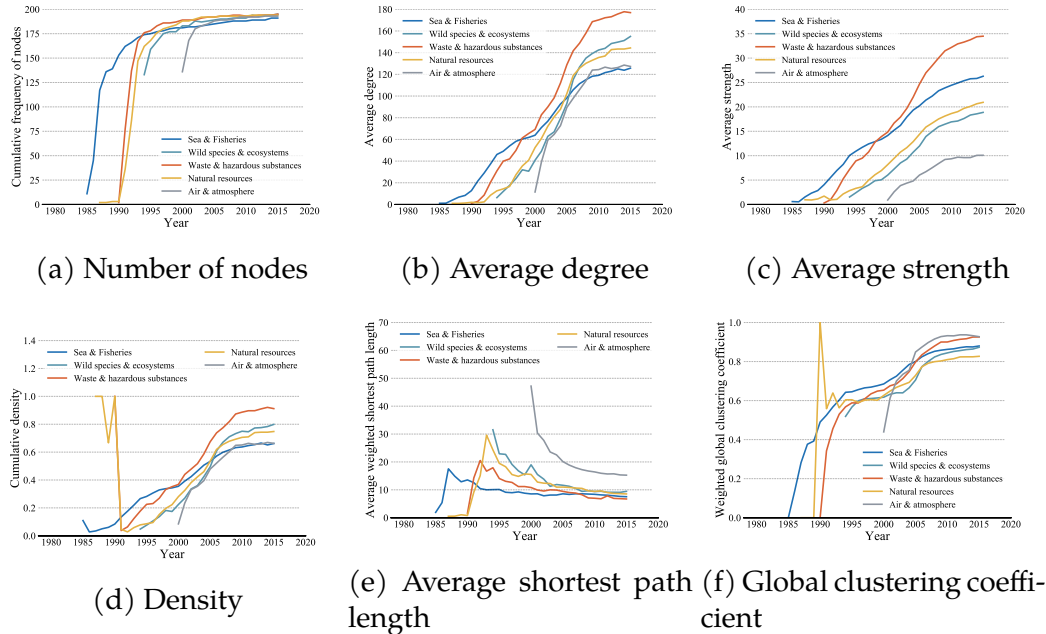 Cumulative frequency of nodes
200
175
150
125
100
75
50
25
0
Sea & Fisheries
Wild species & ecosystems
Waste & hazardous substances
Natural resources
Air & atmosphere
1980 1985 1990 1995 2000 2005 2010 2015 2020
Year
(a) Number of nodes
Average degree
180
160
140
120
100
80
60
40
20
0
Sea & Fisheries
Wild species & ecosystems
Waste & hazardous substances
Natural resources
Air & atmosphere
1980 1985 1990 1995 2000 2005 2010 2015 2020
Year
(b) Average degree
Average strength
40
35
30
25
20
15
10
5
0
Sea & Fisheries
Wild species & ecosystems
Waste & hazardous substances
Natural resources
Air & atmosphere
1980 1985 1990 1995 2000 2005 2010 2015 2020
Year
(c) Average strength
Cumulative density
1.4
1.2
1.0
0.8
0.6
0.4
0.2
0.0
Sea & Fisheries
Wild species & ecosystems
Waste & hazardous substances
Natural resources
Air & atmosphere
1980 1985 1990 1995 2000 2005 2010 2015 2020
Year
(d) Density
Average weighted shortest path length
70
60
50
40
30
20
10
0
Sea & Fisheries
Wild species & ecosystems
Waste & hazardous substances
Natural resources
Air & atmosphere
1980 1985 1990 1995 2000 2005 2010 2015 2020
Year
(e) Average shortest path
length
Weighted global clustering coefficient
1.0
0.8
0.6
0.4
0.2
0.0
Sea & Fisheries
Wild species & ecosystems
Waste & hazardous substances
Natural resources
Air & atmosphere
1980 1985 1990 1995 2000 2005 2010 2015 2020
Year
(f) Global clustering coeffi-
cient